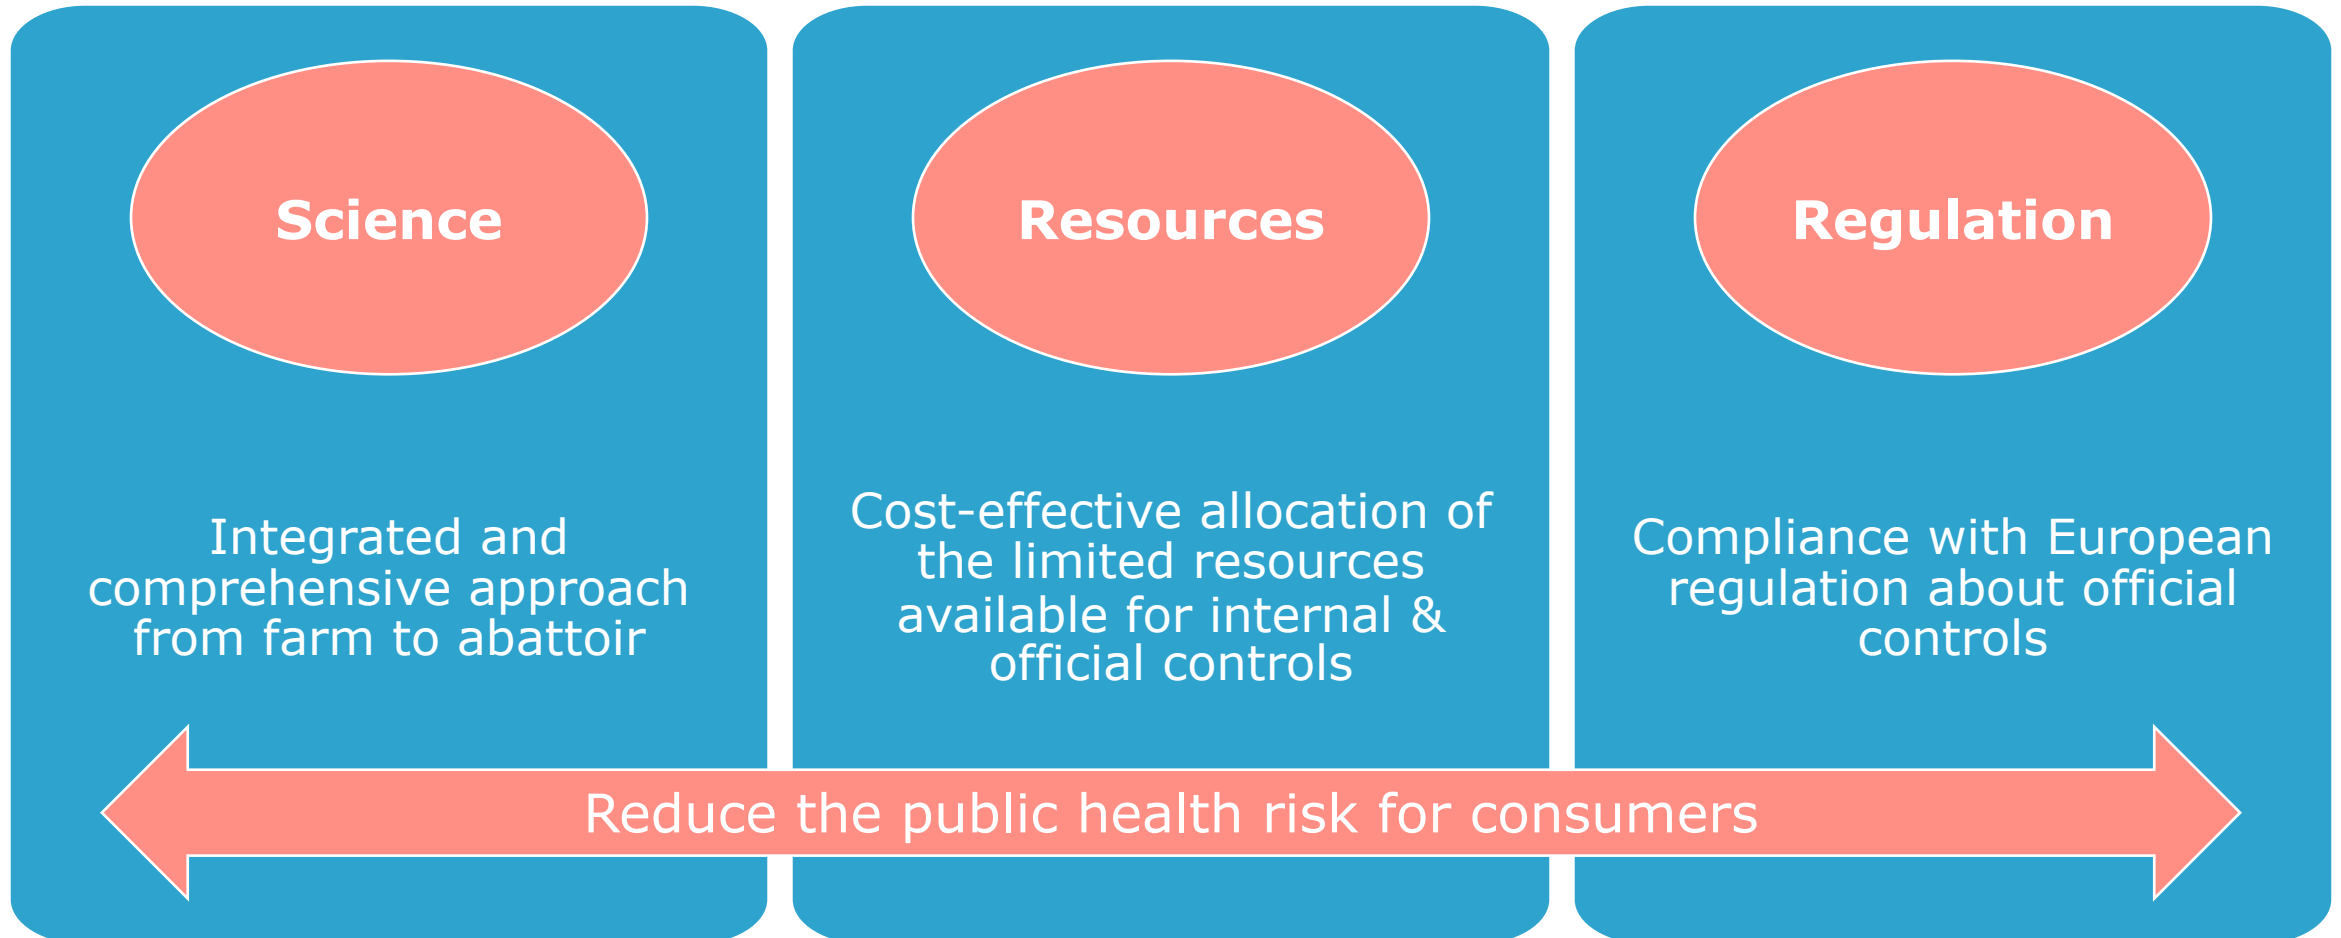 Science
Integrated and
comprehensive approach
from farm to abattoir
Resources
Cost-effective allocation of
the limited resources
available for internal &
official controls
Regulation
Compliance with European
regulation about official
controls
Reduce the public health risk for consumers